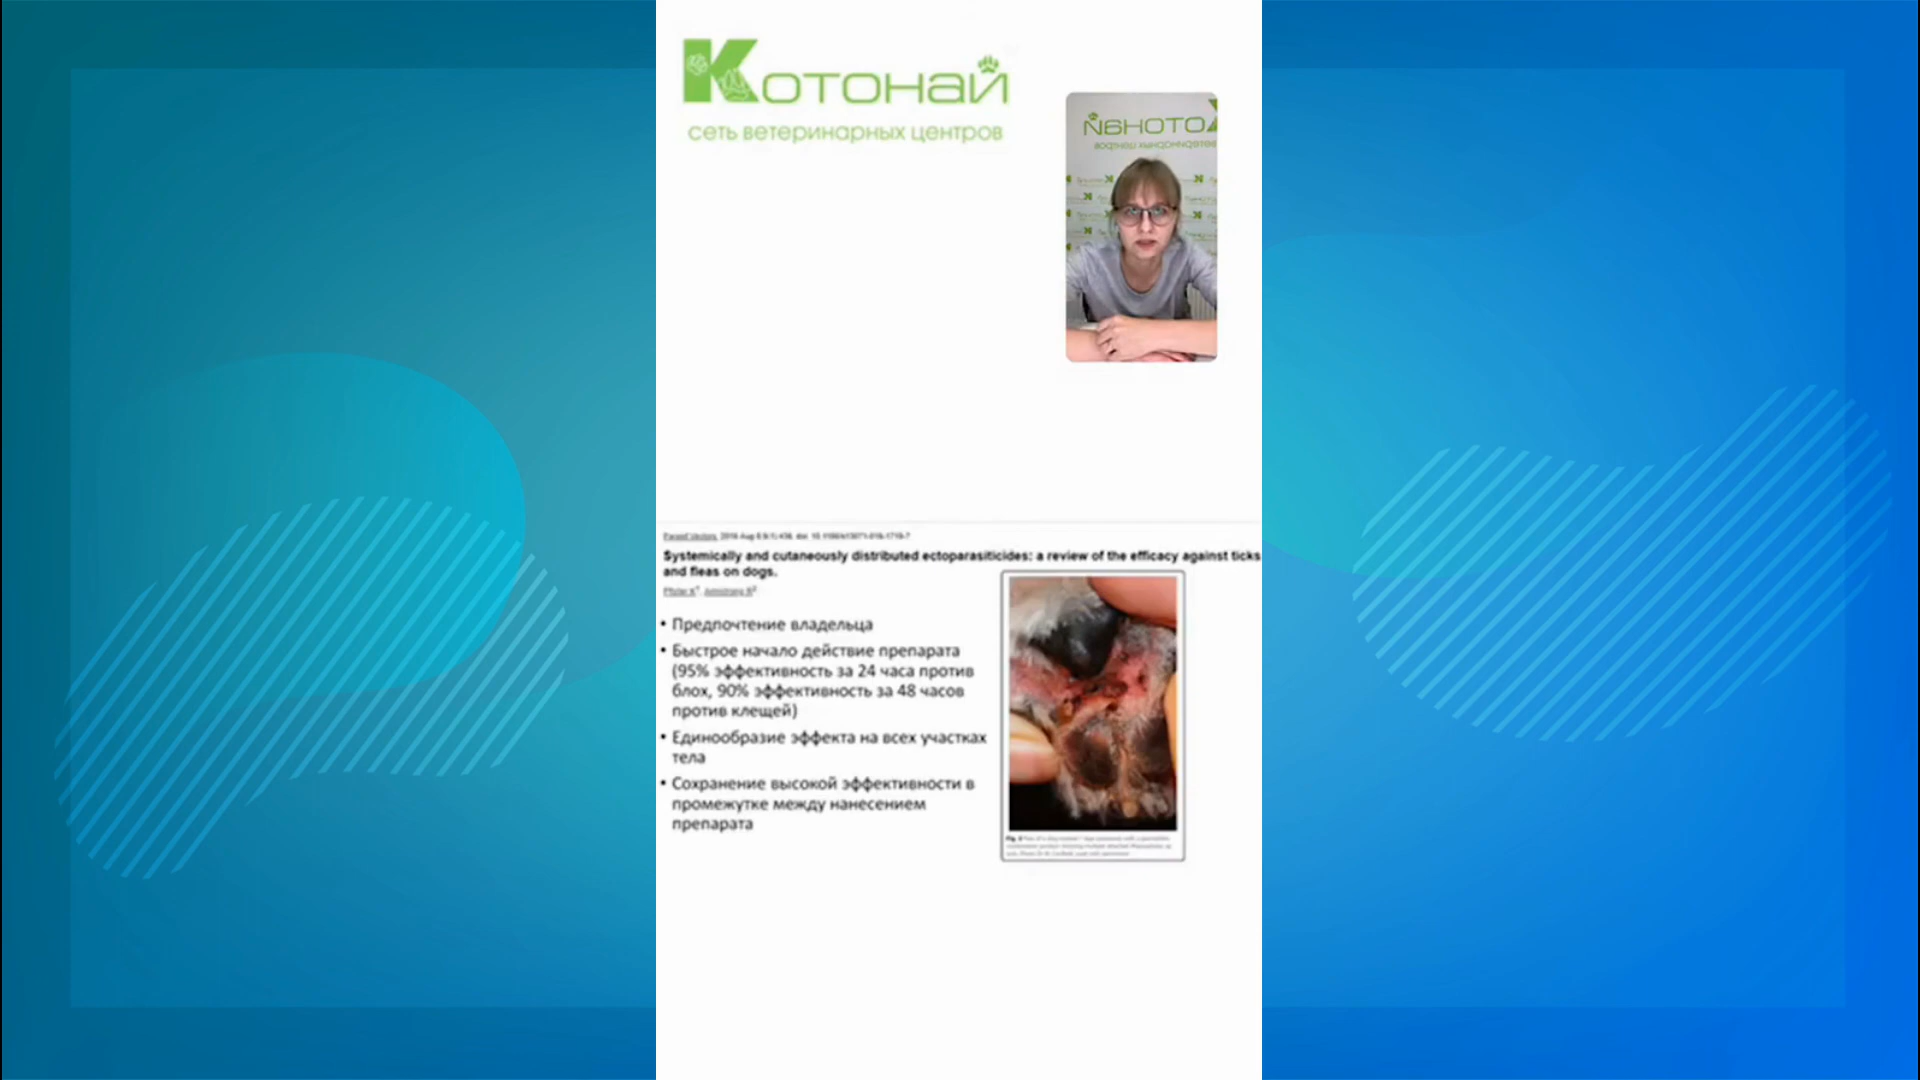 Котонай
сеть ветеринарных центров
Systemically and cutaneously distributed ectoparasiticides: a review of the efficacy against ticks
and fleas on dogs.
• Предпочтение владельца
• Быстрое начало действие препарата
(95% эффективность за 24 часа против
блох, 90% эффективность за 48 часов
против клещей)
• Единообразие эффекта на всех участках
тела
• Сохранение высокой эффективности в
промежутке между нанесением
препарата